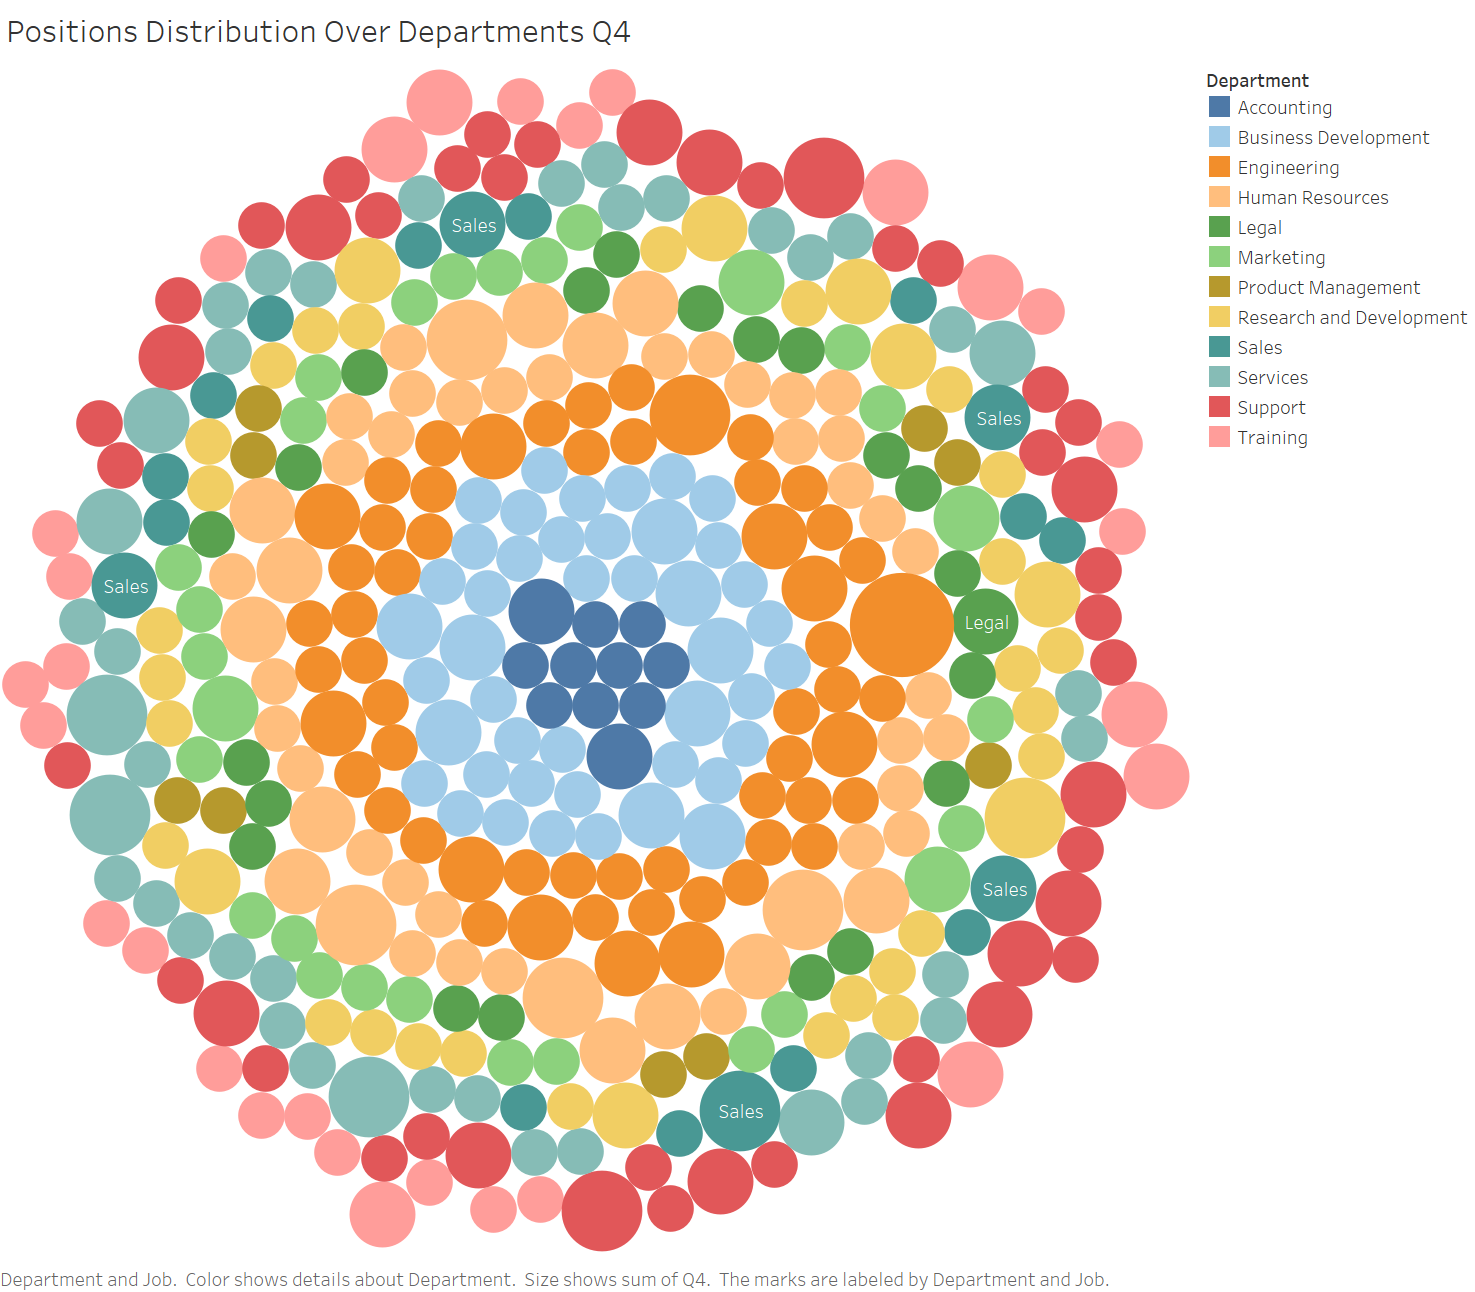 Positions Distribution Over Departments Q4
Department
Accounting
Business Development
Engineering
Human Resources
Legal
Marketing
Product Management
Research and Development
Sales
Services
Support
Training
Sales
Sales
Sales
Legal
Sales
Sales
Department and Job.  Color shows details about Department.  Size shows sum of Q4.  The marks are labeled by Department and Job.